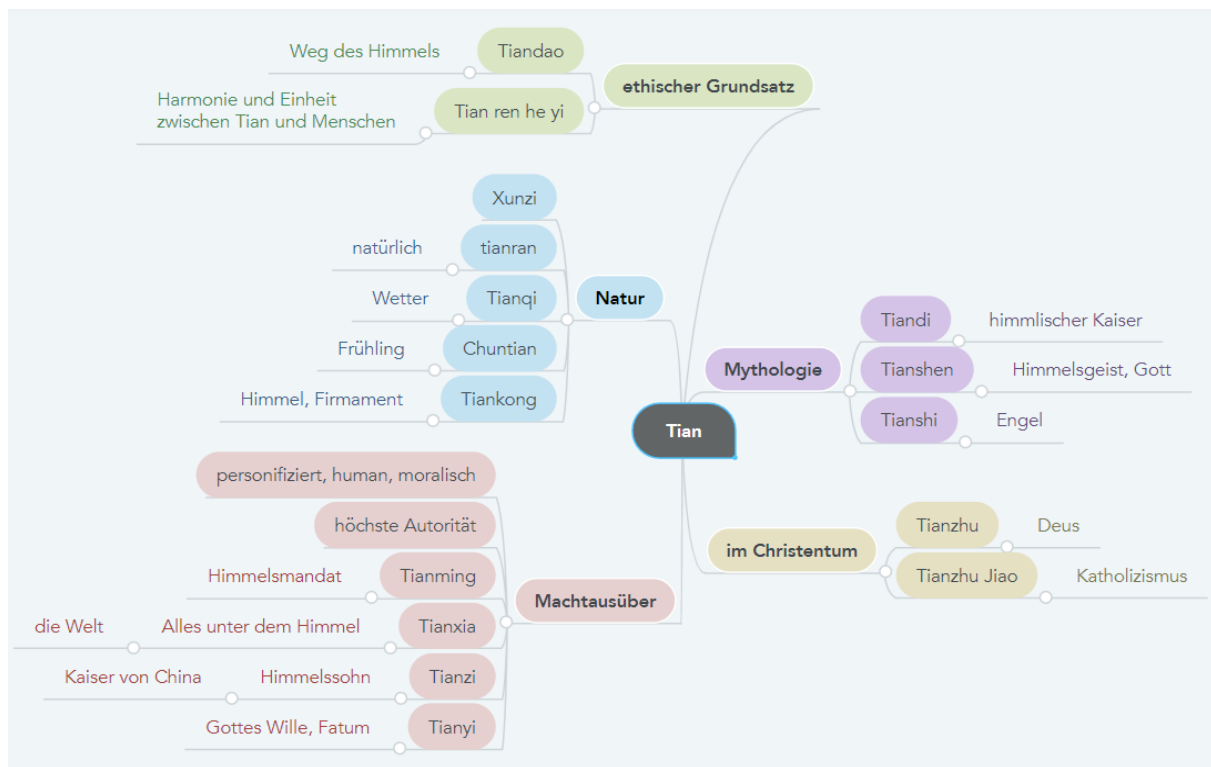 Weg des Himmels
Tiandao
ethischer Grundsatz
Harmonie und Einheit
zwischen Tian und Menschen
Tian ren he yi
Xunzi
natürlich
tianran
Wetter
Tianqi
Natur
Frühling
Chuntian
Himmel, Firmament
Tiankong
Tiandi
himmlischer Kaiser
Mythologie
Tianshen
Himmelsgeist, Gott
Tianshi
Engel
Tian
personifiziert, human, moralisch
höchste Autorität
Himmelsmandat
Tianming
Machtausüber
die Welt
Alles unter dem Himmel
Tianxia
Kaiser von China
Himmelssohn
Tianzi
Gottes Wille, Fatum
Tianyi
im Christentum
Tianzhu
Deus
Tianzhu Jiao
Katholizismus